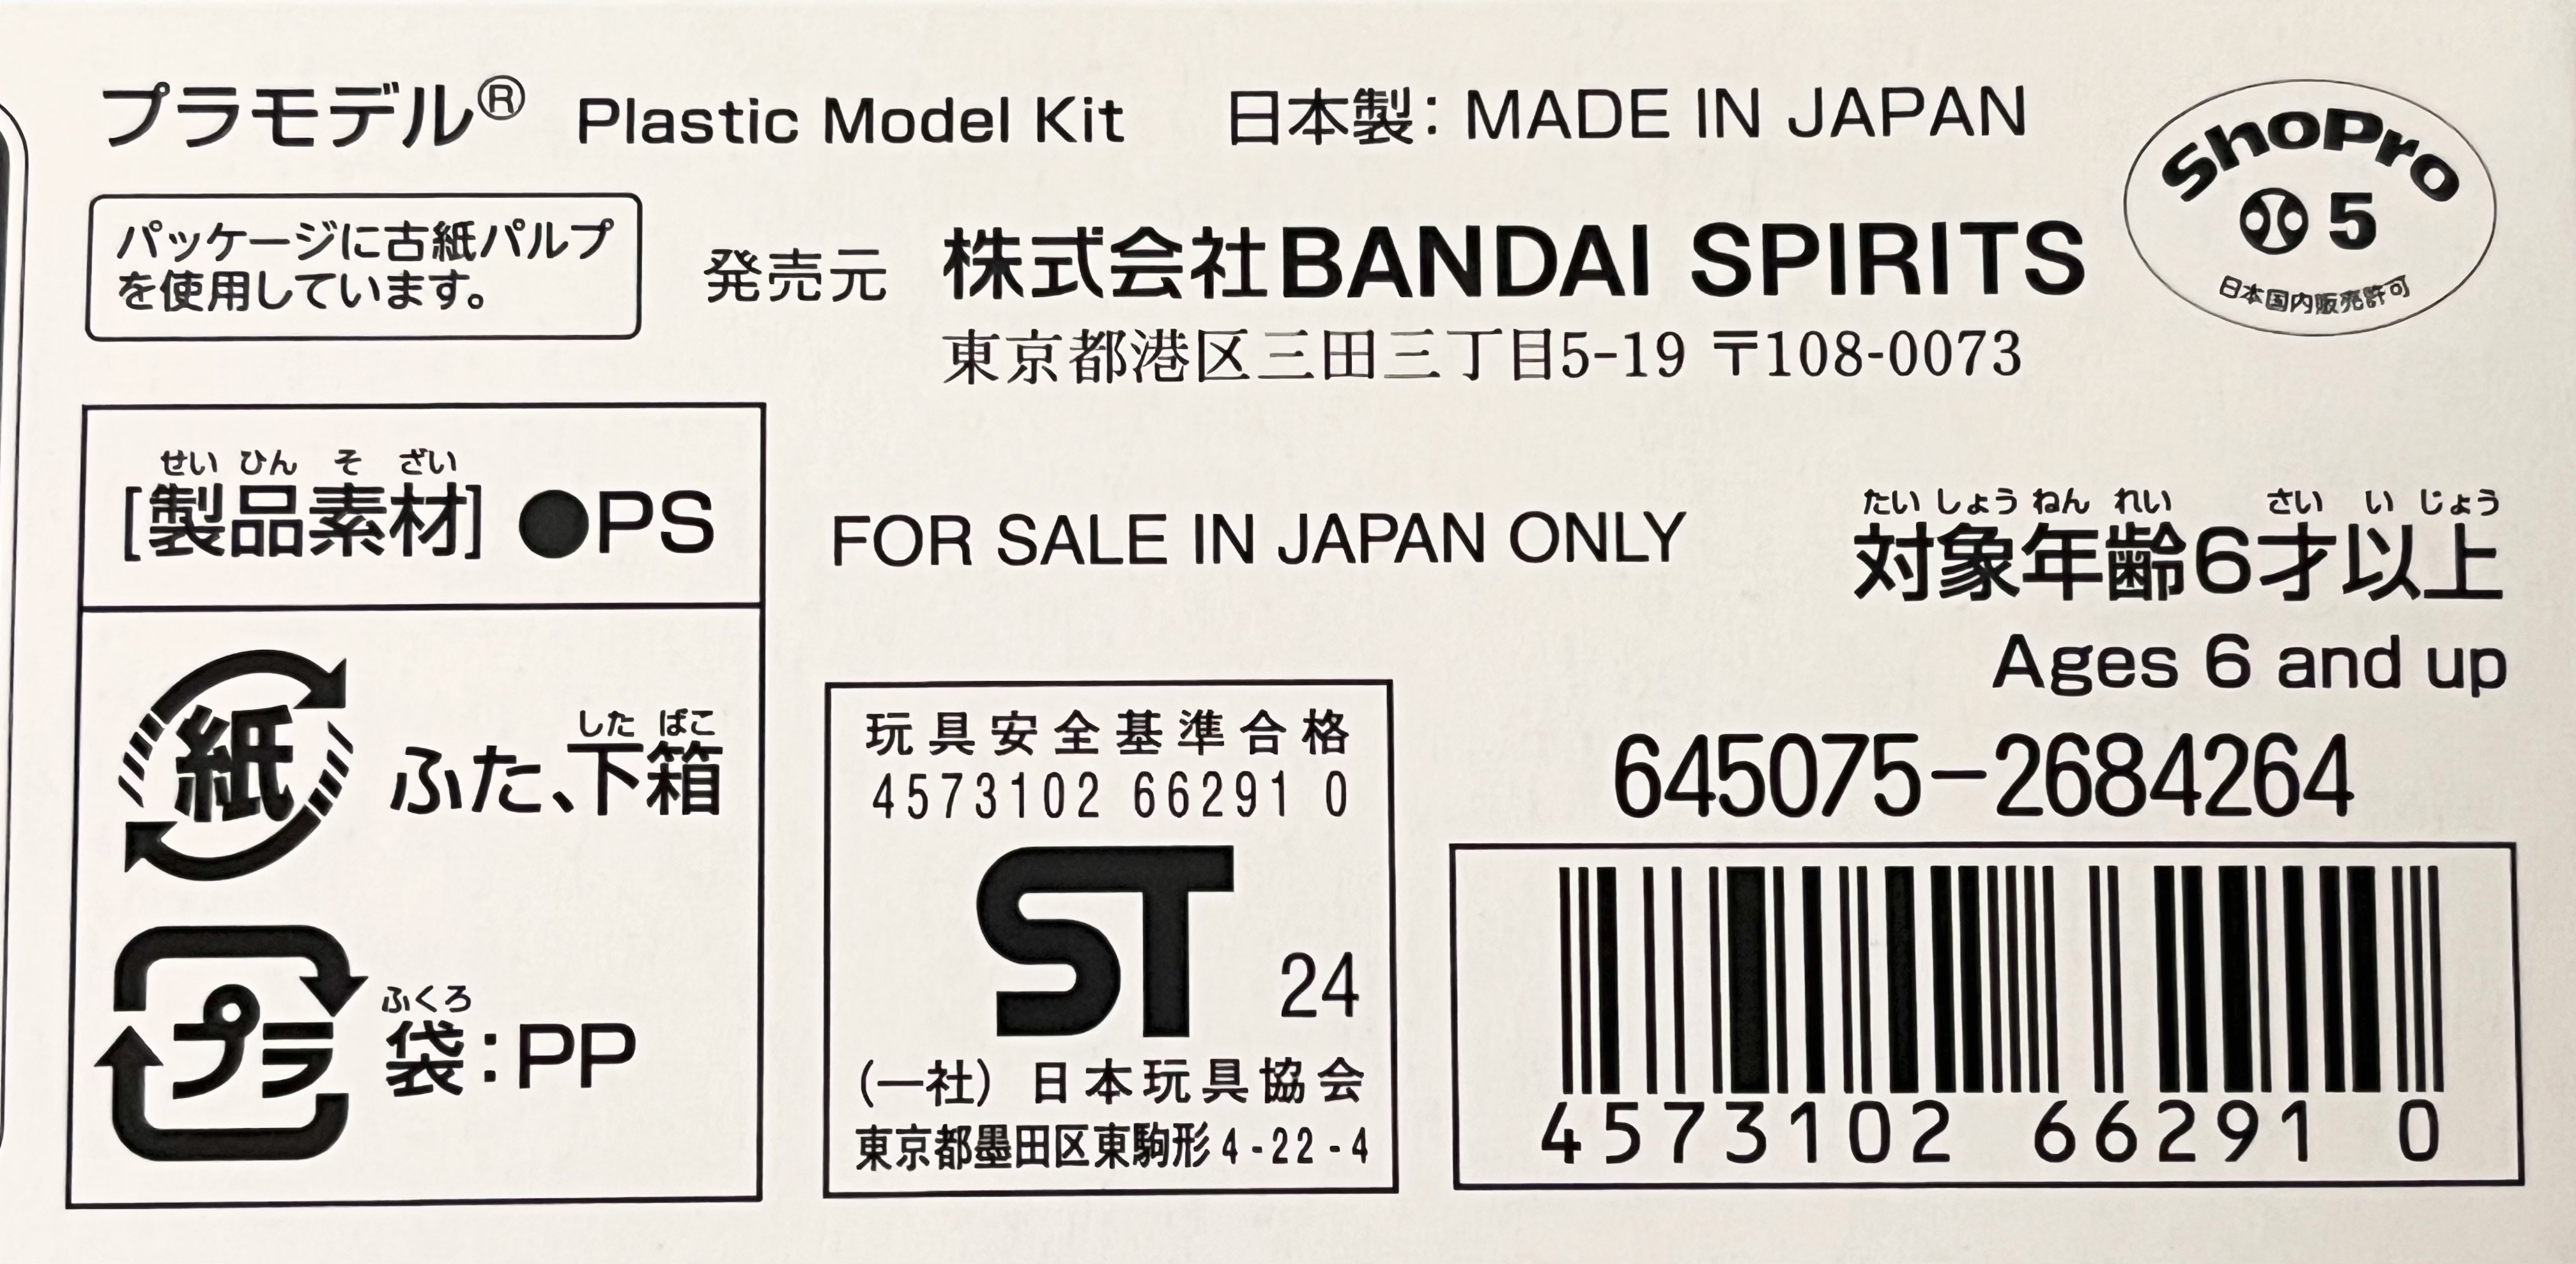 プラモデル® Plastic Model Kit 日本製: MADE IN JAPAN
ShoPro
5
日本国内販売許可
パッケージに古紙パルプ
を使用しています。
発売元 株式会社BANDAI SPIRITS
東京都港区三田三丁目5-19 〒108-0073
せい ひん そ ざい
[製品素材] ●PS
紙
した ばこ
ふた、下箱
プラ
ふくろ
袋:PP
FOR SALE IN JAPAN ONLY
たい しょう ねん れい さい い じょう
対象年齢6才以上
Ages 6 and up
玩具安全基準合格
4573102 66291 0
ST 24
(一社) 日本玩具協会
東京都墨田区東駒形4-22-4
645075-2684264
4573102 66291 0